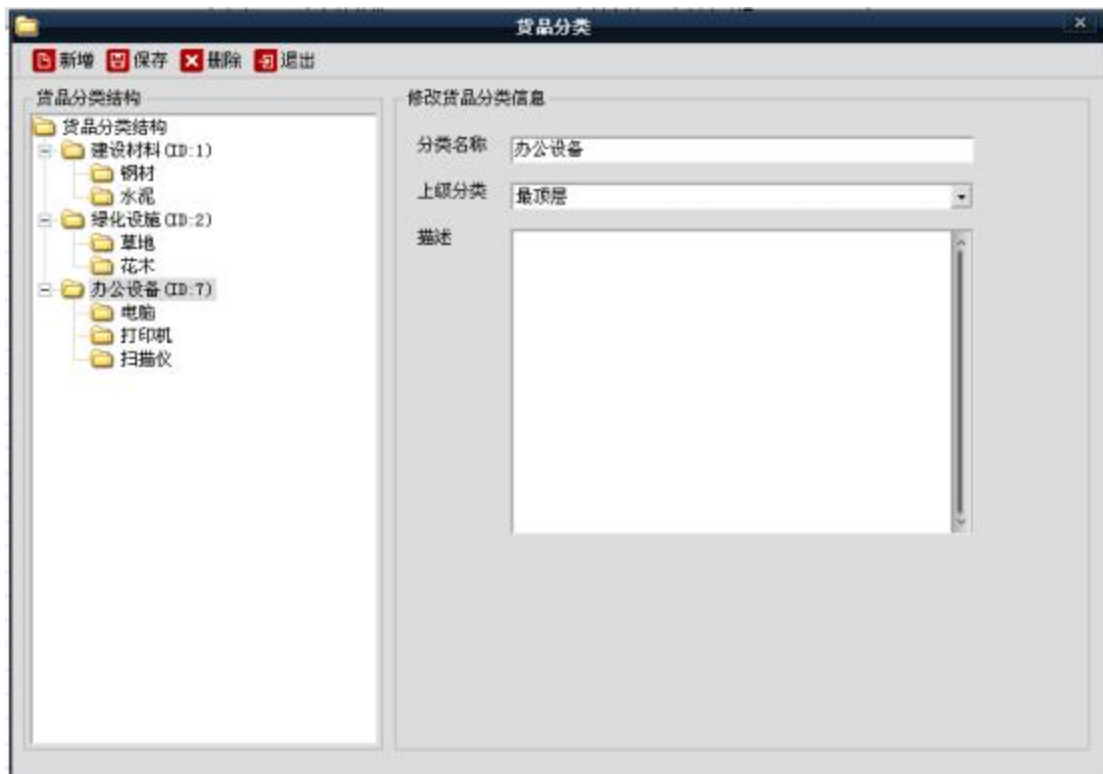 货品分类
新增 保存 删除 退出
货品分类结构
货品分类结构
建设材料(ID:1)
钢材
水泥
绿化设施(ID:2)
草地
花木
办公设备(ID:7)
电脑
打印机
扫描仪
修改货品分类信息
分类名称 办公设备
上级分类 最顶层
描述